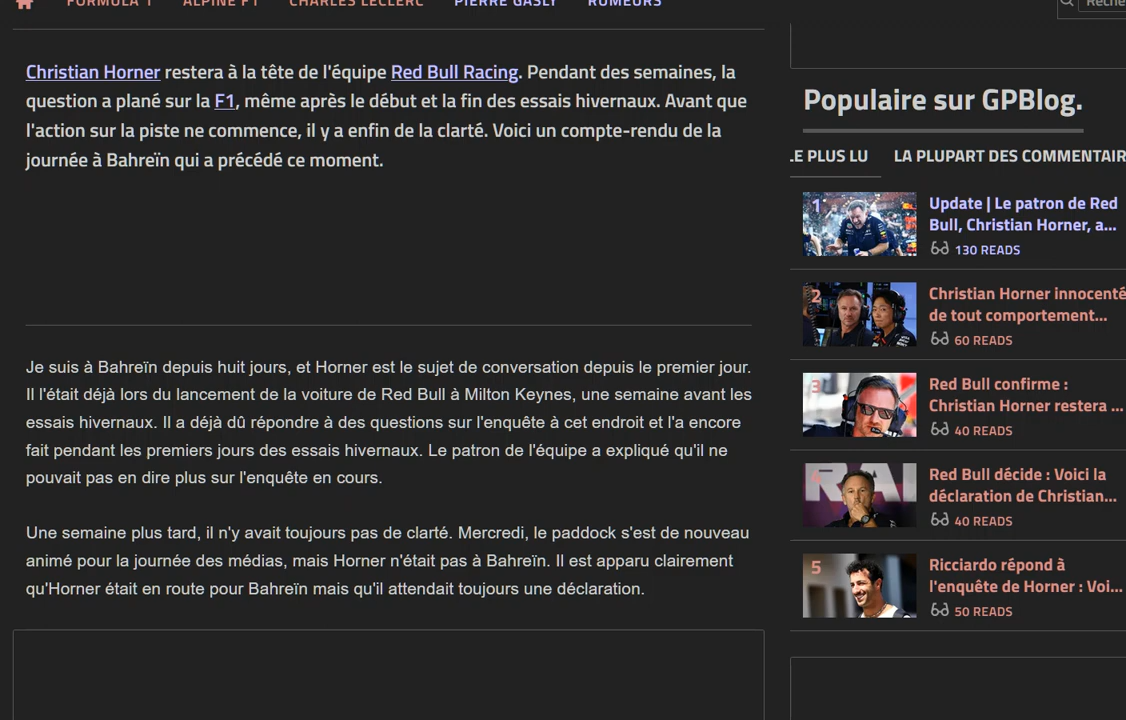 FORMULA 1 ALPINE F1 CHARLES LECLERC PIERRE GASLY RUMEURS
Christian Horner restera à la tête de l'équipe Red Bull Racing. Pendant des semaines, la
question a plané sur la F1, même après le début et la fin des essais hivernaux. Avant que
l'action sur la piste ne commence, il y a enfin de la clarté. Voici un compte-rendu de la
journée à Bahreïn qui a précédé ce moment.
Je suis à Bahreïn depuis huit jours, et Horner est le sujet de conversation depuis le premier jour.
Il l'était déjà lors du lancement de la voiture de Red Bull à Milton Keynes, une semaine avant les
essais hivernaux. Il a déjà dû répondre à des questions sur l'enquête à cet endroit et l'a encore
fait pendant les premiers jours des essais hivernaux. Le patron de l'équipe a expliqué qu'il ne
pouvait pas en dire plus sur l'enquête en cours.
Une semaine plus tard, il n'y avait toujours pas de clarté. Mercredi, le paddock s'est de nouveau
animé pour la journée des médias, mais Horner n'était pas à Bahreïn. Il est apparu clairement
qu'Horner était en route pour Bahreïn mais qu'il attendait toujours une déclaration.
Reche
Populaire sur GPBlog.
LE PLUS LU LA PLUPART DES COMMENTAIR
1
Update | Le patron de Red
Bull, Christian Horner, a...
130 READS
2
Christian Horner innocenté
de tout comportement...
60 READS
3
Red Bull confirme :
Christian Horner restera ...
40 READS
4
Red Bull décide : Voici la
déclaration de Christian...
40 READS
5
Ricciardo répond à
l'enquête de Horner : Voi...
50 READS